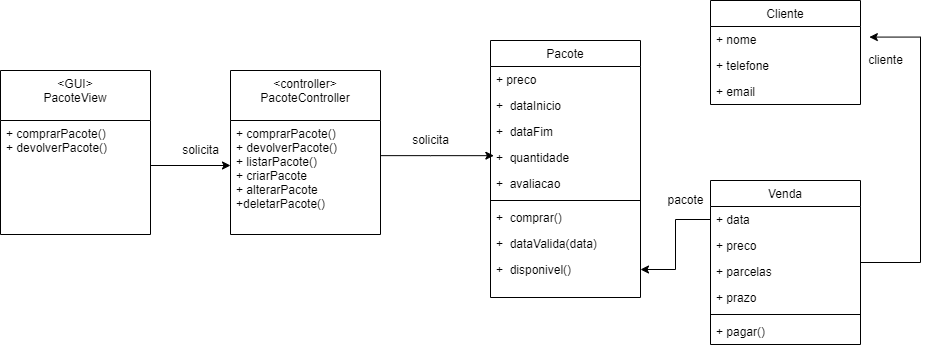 <GUI>
PacoteView
+ comprarPacote()
+ devolverPacote()
solicita
<controller>
PacoteController
+ comprarPacote()
+ devolverPacote()
+ listarPacote()
+ criarPacote
+ alterarPacote
+deletarPacote()
solicita
Pacote
+ preco
+ dataInicio
+ dataFim
+ quantidade
+ avaliacao
+ comprar()
+ dataValida(data)
+ disponivel()
pacote
Cliente
+ nome
+ telefone
+ email
cliente
Venda
+ data
+ preco
+ parcelas
+ prazo
+ pagar()